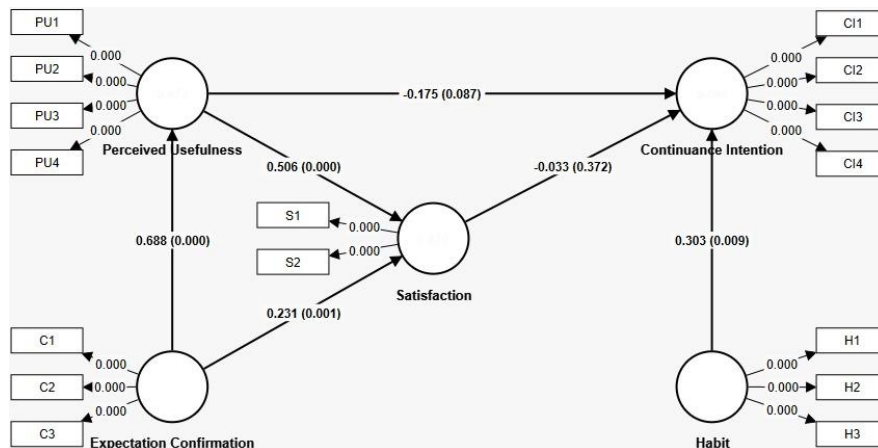 PU1
0.000
PU2
0.000
PU3
0.000
PU4
0.000
Perceived Usefulness
-0.175 (0.087)
CI1
0.000
CI2
0.000
CI3
0.000
CI4
0.000
Continuance Intention
0.506 (0.000)
-0.033 (0.372)
S1
0.000
S2
0.000
Satisfaction
0.688 (0.000)
0.303 (0.009)
0.231 (0.001)
C1
0.000
C2
0.000
C3
0.000
Expectation Confirmation
H1
0.000
H2
0.000
H3
0.000
Habit